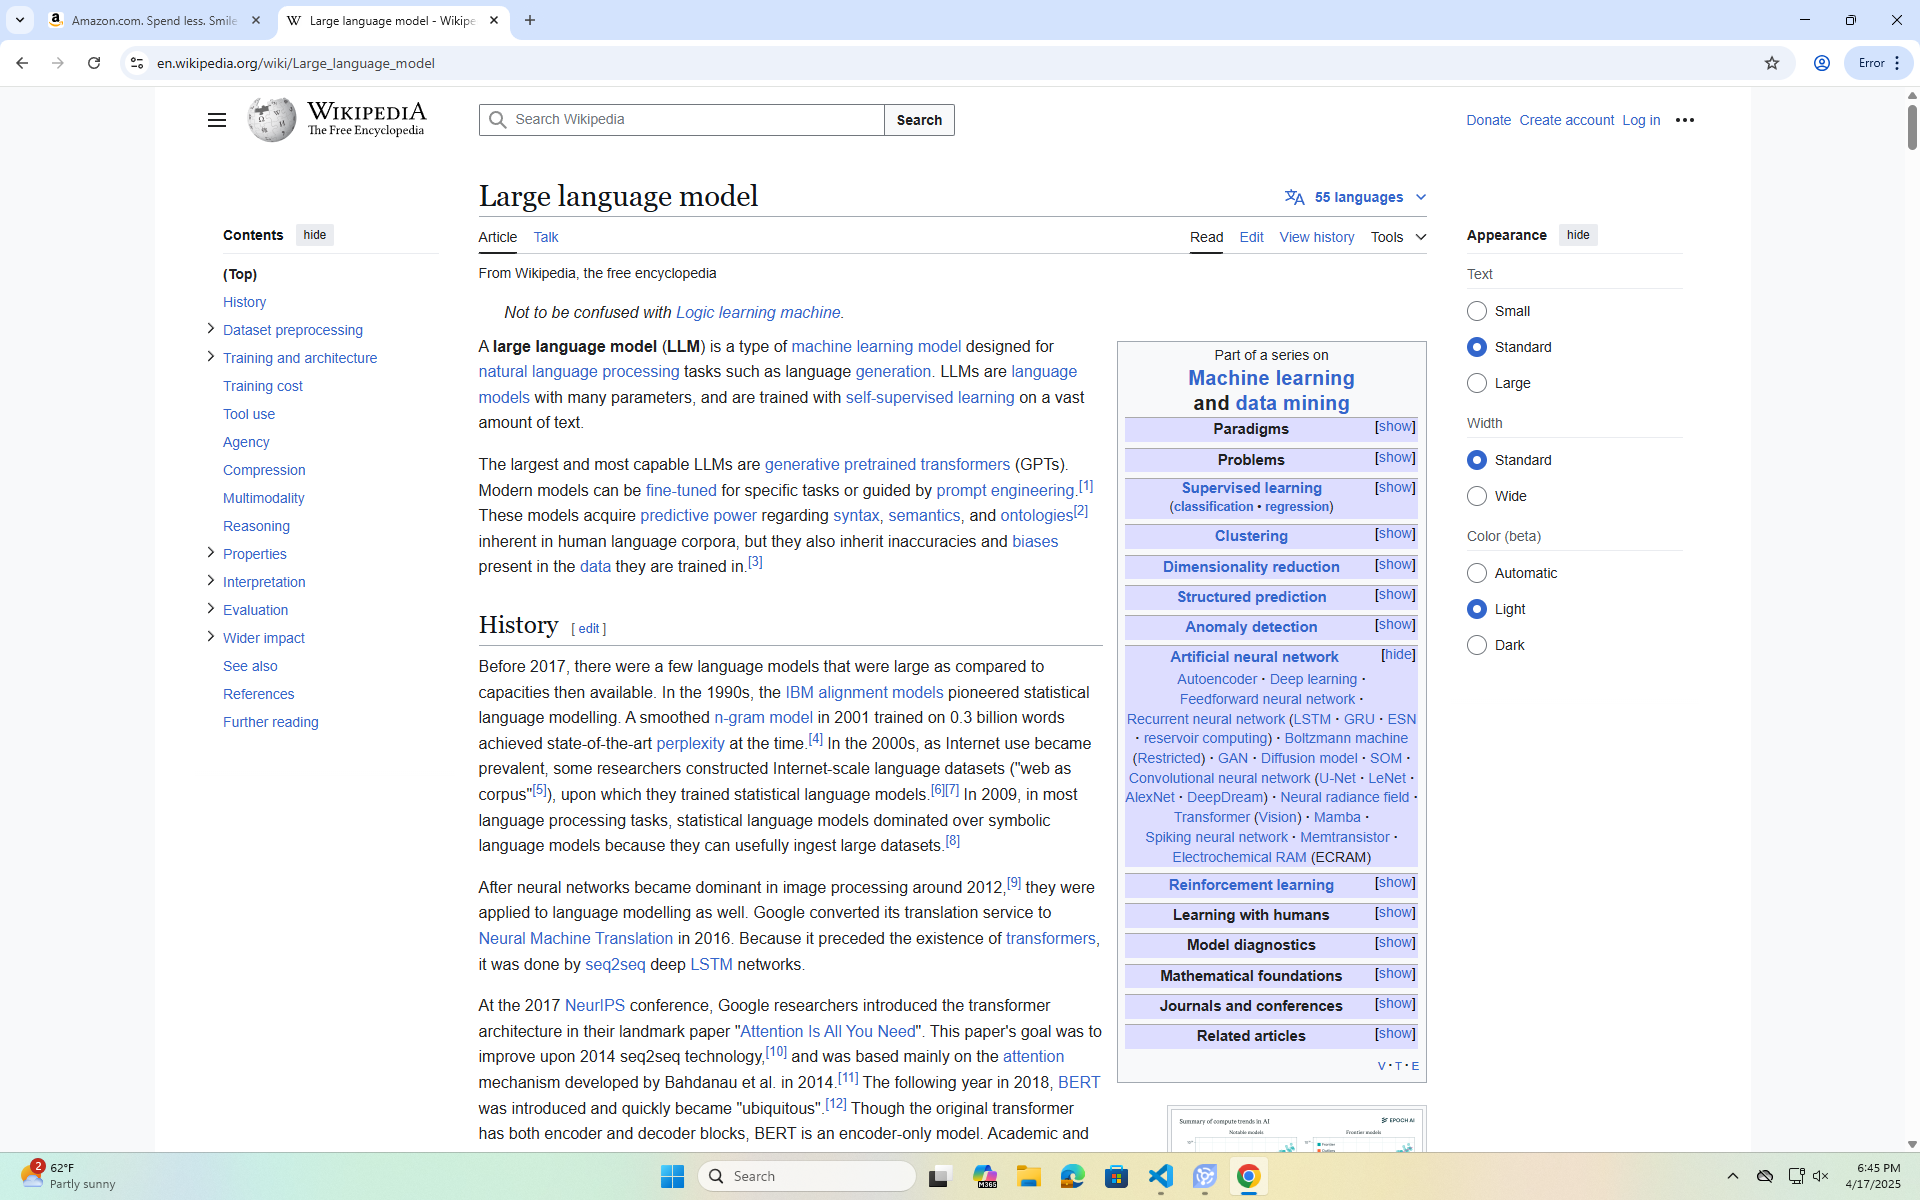 Amazon.com. Spend less. Smile
Large language model - Wikipe
en.wikipedia.org/wiki/Large_language_model
Error
WIKIPEDIA
The Free Encyclopedia
Search Wikipedia
Search
Donate Create account Log in
Large language model
55 languages
Contents hide
Article Talk
Read Edit View history Tools
Appearance hide
From Wikipedia, the free encyclopedia
(Top)
History
Dataset preprocessing
Training and architecture
Training cost
Tool use
Agency
Compression
Multimodality
Reasoning
Properties
Interpretation
Evaluation
Wider impact
See also
References
Further reading
Not to be confused with Logic learning machine.
A large language model (LLM) is a type of machine learning model designed for
natural language processing tasks such as language generation. LLMs are language
models with many parameters, and are trained with self-supervised learning on a vast
amount of text.
The largest and most capable LLMs are generative pretrained transformers (GPTs).
Modern models can be fine-tuned for specific tasks or guided by prompt engineering.[1]
These models acquire predictive power regarding syntax, semantics, and ontologies[2]
inherent in human language corpora, but they also inherit inaccuracies and biases
present in the data they are trained in.[3]
History [ edit ]
Before 2017, there were a few language models that were large as compared to
capacities then available. In the 1990s, the IBM alignment models pioneered statistical
language modelling. A smoothed n-gram model in 2001 trained on 0.3 billion words
achieved state-of-the-art perplexity at the time.[4] In the 2000s, as Internet use became
prevalent, some researchers constructed Internet-scale language datasets ("web as
corpus"[5]), upon which they trained statistical language models.[6][7] In 2009, in most
language processing tasks, statistical language models dominated over symbolic
language models because they can usefully ingest large datasets.[8]
After neural networks became dominant in image processing around 2012,[9] they were
applied to language modelling as well. Google converted its translation service to
Neural Machine Translation in 2016. Because it preceded the existence of transformers,
it was done by seq2seq deep LSTM networks.
At the 2017 NeurIPS conference, Google researchers introduced the transformer
architecture in their landmark paper "Attention Is All You Need". This paper's goal was to
improve upon 2014 seq2seq technology,[10] and was based mainly on the attention
mechanism developed by Bahdanau et al. in 2014.[11] The following year in 2018, BERT
was introduced and quickly became "ubiquitous".[12] Though the original transformer
has both encoder and decoder blocks, BERT is an encoder-only model. Academic and
Part of a series on
Machine learning
and data mining
Paradigms [show]
Problems [show]
Supervised learning [show]
(classification • regression)
Clustering [show]
Dimensionality reduction [show]
Structured prediction [show]
Anomaly detection [show]
Artificial neural network [hide]
Autoencoder · Deep learning ·
Feedforward neural network ·
Recurrent neural network (LSTM · GRU · ESN
· reservoir computing) · Boltzmann machine
(Restricted) · GAN · Diffusion model · SOM ·
Convolutional neural network (U-Net · LeNet ·
AlexNet · DeepDream) · Neural radiance field ·
Transformer (Vision) · Mamba ·
Spiking neural network · Memtransistor ·
Electrochemical RAM (ECRAM)
Reinforcement learning [show]
Learning with humans [show]
Model diagnostics [show]
Mathematical foundations [show]
Journals and conferences [show]
Related articles [show]
V · T · E
Summary of compute trends in AI
EPOCH AI
Notable models Frontier models
Text
Small
Standard
Large
Width
Standard
Wide
Color (beta)
Automatic
Light
Dark
2
62°F
Partly sunny
Search
M365
6:45 PM
4/17/2025